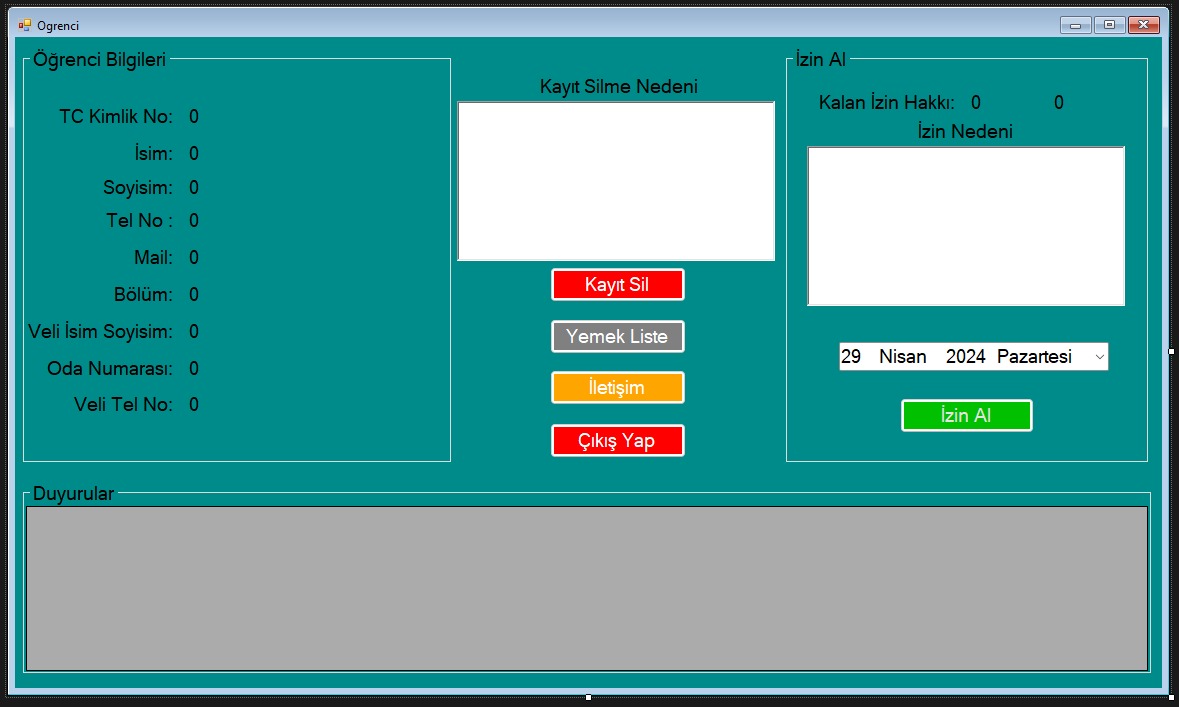 Ogrenci
Öğrenci Bilgileri
TC Kimlik No: 0
İsim: 0
Soyisim: 0
Tel No : 0
Mail: 0
Bölüm: 0
Veli İsim Soyisim: 0
Oda Numarası: 0
Veli Tel No: 0
Kayıt Silme Nedeni
Kayıt Sil
Yemek Liste
İletişim
Çıkış Yap
İzin Al
Kalan İzin Hakkı: 0 0
İzin Nedeni
29 Nisan 2024 Pazartesi
İzin Al
Duyurular